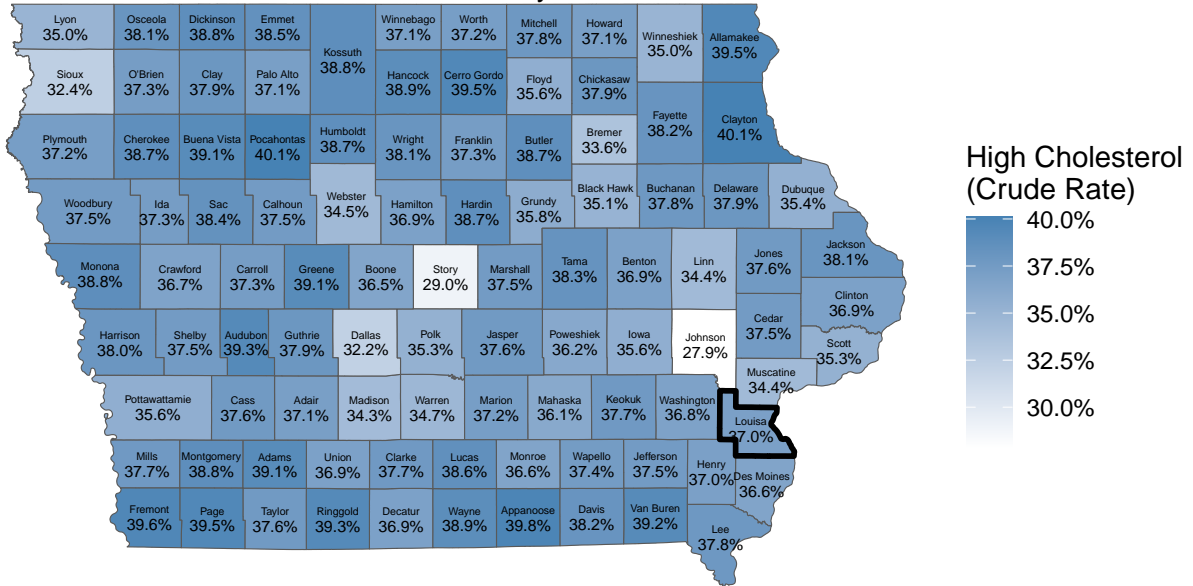 Lyon
35.0%
Osceola
38.1%
Dickinson
38.8%
Emmet
38.5%
Kossuth
38.8%
Winnebago
37.1%
Worth
37.2%
Mitchell
37.8%
Howard
37.1%
Winneshiek
35.0%
Allamakee
39.5%
Sioux
32.4%
O'Brien
37.3%
Clay
37.9%
Palo Alto
37.1%
Hancock
38.9%
Cerro Gordo
39.5%
Floyd
35.6%
Chickasaw
37.9%
Fayette
38.2%
Clayton
40.1%
Plymouth
37.2%
Cherokee
38.7%
Buena Vista
39.1%
Pocahontas
40.1%
Humboldt
38.7%
Wright
38.1%
Franklin
37.3%
Butler
38.7%
Bremer
33.6%
Woodbury
37.5%
Ida
37.3%
Sac
38.4%
Calhoun
37.5%
Webster
34.5%
Hamilton
36.9%
Hardin
38.7%
Grundy
35.8%
Black Hawk
35.1%
Buchanan
37.8%
Delaware
37.9%
Dubuque
35.4%
Monona
38.8%
Crawford
36.7%
Carroll
37.3%
Greene
39.1%
Boone
36.5%
Story
29.0%
Marshall
37.5%
Tama
38.3%
Benton
36.9%
Linn
34.4%
Jones
37.6%
Jackson
38.1%
Clinton
36.9%
Harrison
38.0%
Shelby
37.5%
Audubon
39.3%
Guthrie
37.9%
Dallas
32.2%
Polk
35.3%
Jasper
37.6%
Poweshiek
36.2%
Iowa
35.6%
Johnson
27.9%
Cedar
37.5%
Scott
35.3%
Muscatine
34.4%
Pottawattamie
35.6%
Cass
37.6%
Adair
37.1%
Madison
34.3%
Warren
34.7%
Marion
37.2%
Mahaska
36.1%
Keokuk
37.7%
Washington
36.8%
Louisa
37.0%
Mills
37.7%
Montgomery
38.8%
Adams
39.1%
Union
36.9%
Clarke
37.7%
Lucas
38.6%
Monroe
36.6%
Wapello
37.4%
Jefferson
37.5%
Henry
37.0%
Des Moines
36.6%
Fremont
39.6%
Page
39.5%
Taylor
37.6%
Ringgold
39.3%
Decatur
36.9%
Wayne
38.9%
Appanoose
39.8%
Davis
38.2%
Van Buren
39.2%
Lee
37.8%
High Cholesterol
(Crude Rate)
40.0%
37.5%
35.0%
32.5%
30.0%